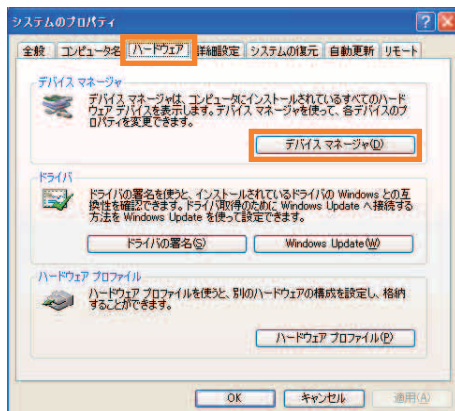 システムのプロパティ
全般 コンピュータ名 ハードウェア 詳細設定 システムの復元 自動更新 リモート
デバイス マネージャ
デバイス マネージャは、コンピュータにインストールされているすべてのハード
ウェア デバイスを表示します。デバイス マネージャを使って、各デバイスのプ
ロパティを変更できます。
デバイス マネージャ(D)
ドライバ
ドライバの署名を使うと、インストールされているドライバの Windows との互
換性を確認できます。ドライバ取得のために Windows Update へ接続する
方法を Windows Update を使って設定できます。
ドライバの署名(S) Windows Update(W)
ハードウェア プロファイル
ハードウェア プロファイルを使うと、別のハードウェアの構成を設定し、格納
することができます。
ハードウェア プロファイル(P)
OK キャンセル 適用(A)